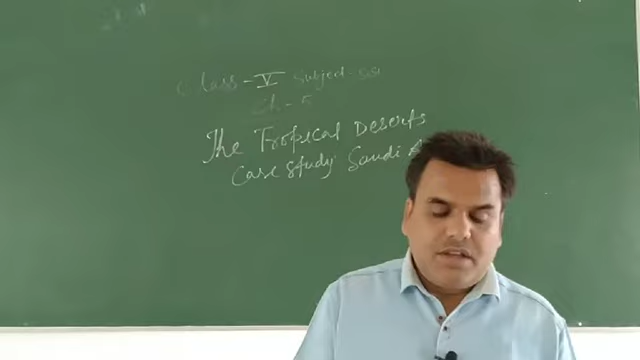 Class - V Subject - SSt
Ch - 5
The Tropical Deserts
Case study Saudi